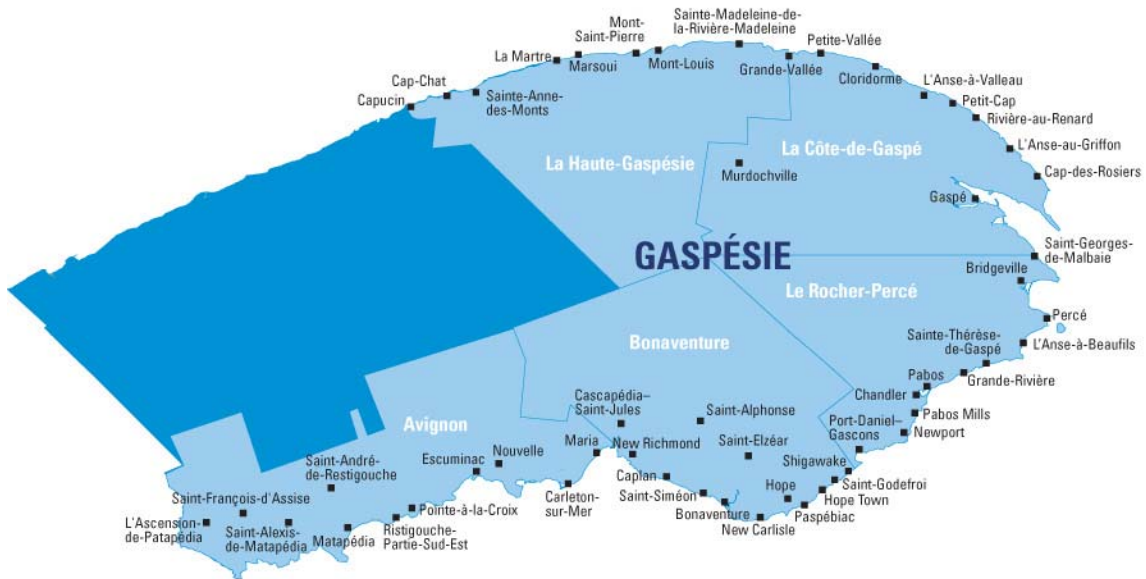 Sainte-Madeleine-de-
la-Rivière-Madeleine
Mont-
Saint-Pierre
Petite-Vallée
La Martre
Marsoui
Mont-Louis
Grande-Vallée
Cloridorme
L'Anse-à-Valleau
Cap-Chat
Petit-Cap
Capucin
Sainte-Anne-
des-Monts
Rivière-au-Renard
L'Anse-au-Griffon
La Haute-Gaspésie
La Côte-de-Gaspé
Murdochville
Cap-des-Rosiers
Gaspé
GASPÉSIE
Saint-Georges-
de-Malbaie
Bridgeville
Le Rocher-Percé
Percé
Bonaventure
Sainte-Thérèse-
de-Gaspé
L'Anse-à-Beaufils
Pabos
Grande-Rivière
Chandler
Cascapédia–
Saint-Jules
Saint-Alphonse
Pabos Mills
Avignon
Port-Daniel–
Gascons
Newport
Maria
New Richmond
Saint-Elzéar
Saint-André-
de-Restigouche
Escuminac
Nouvelle
Shigawake
Caplan
Saint-Godefroi
Saint-François-d'Assise
Carleton-
sur-Mer
Saint-Siméon
Hope
Hope Town
Pointe-à-la-Croix
Bonaventure
Paspébiac
L'Ascension-
de-Patapédia
Saint-Alexis-
de-Matapédia
Matapédia
Ristigouche-
Partie-Sud-Est
New Carlisle